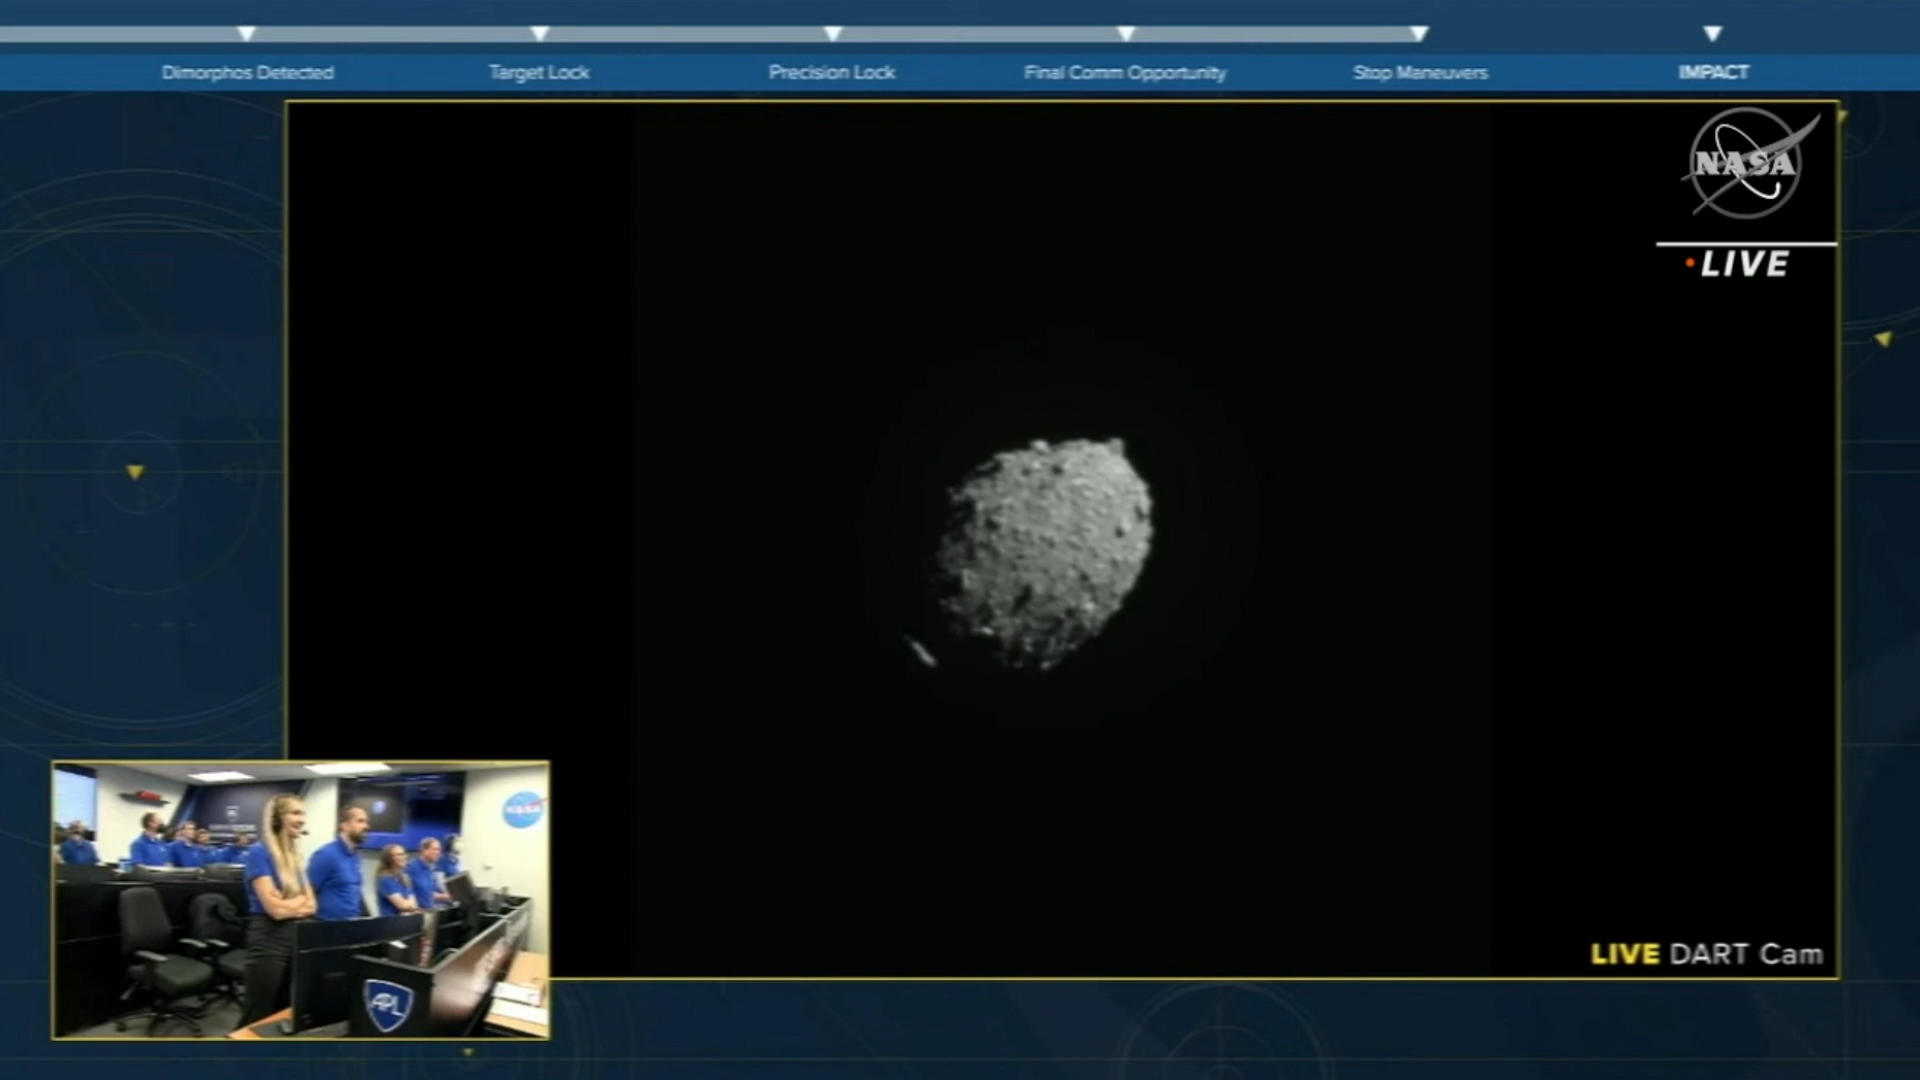 Dimorphos Detected
Target Lock
Precision Lock
Final Comm Opportunity
Stop Maneuvers
IMPACT
NASA
LIVE
NASA
APL
LIVE DART Cam